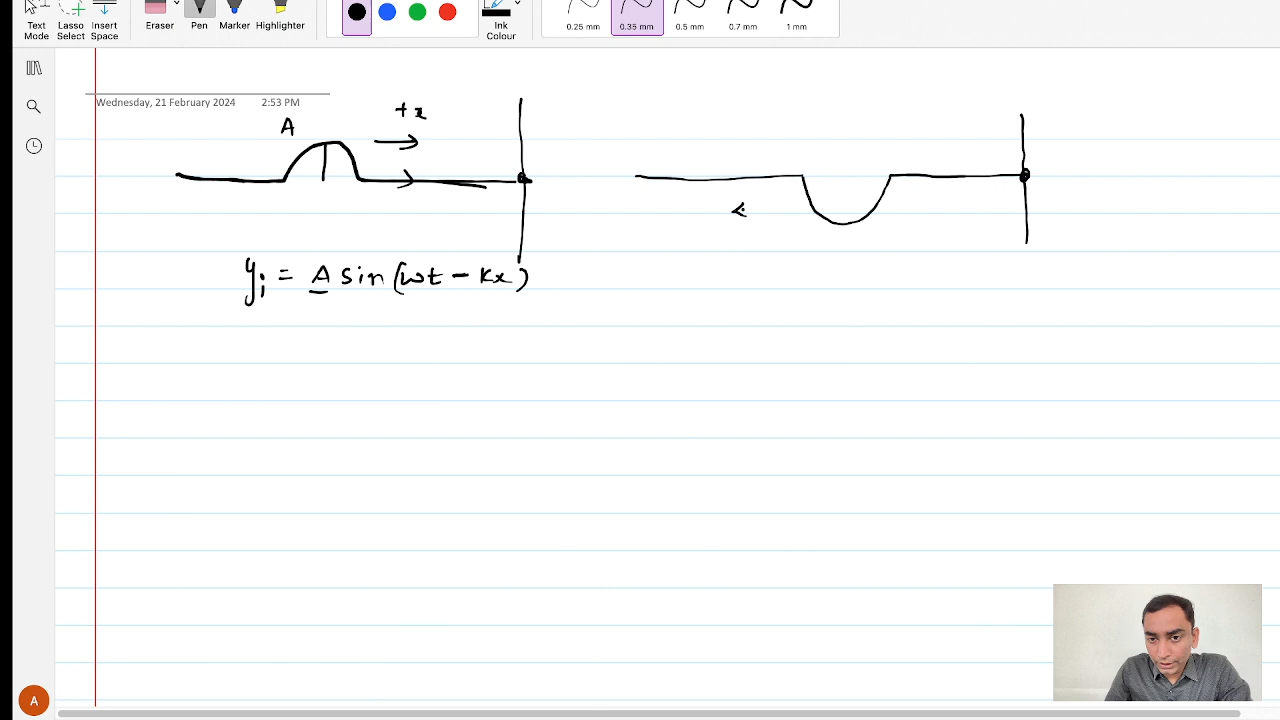 Text Mode
Lasso Select
Insert Space
Eraser
Pen
Marker
Highlighter
Ink Colour
0.25 mm
0.35 mm
0.5 mm
0.7 mm
1 mm
Wednesday, 21 February 2024 2:53 PM
A
+x
yi = A sin(ωt − kx)
A